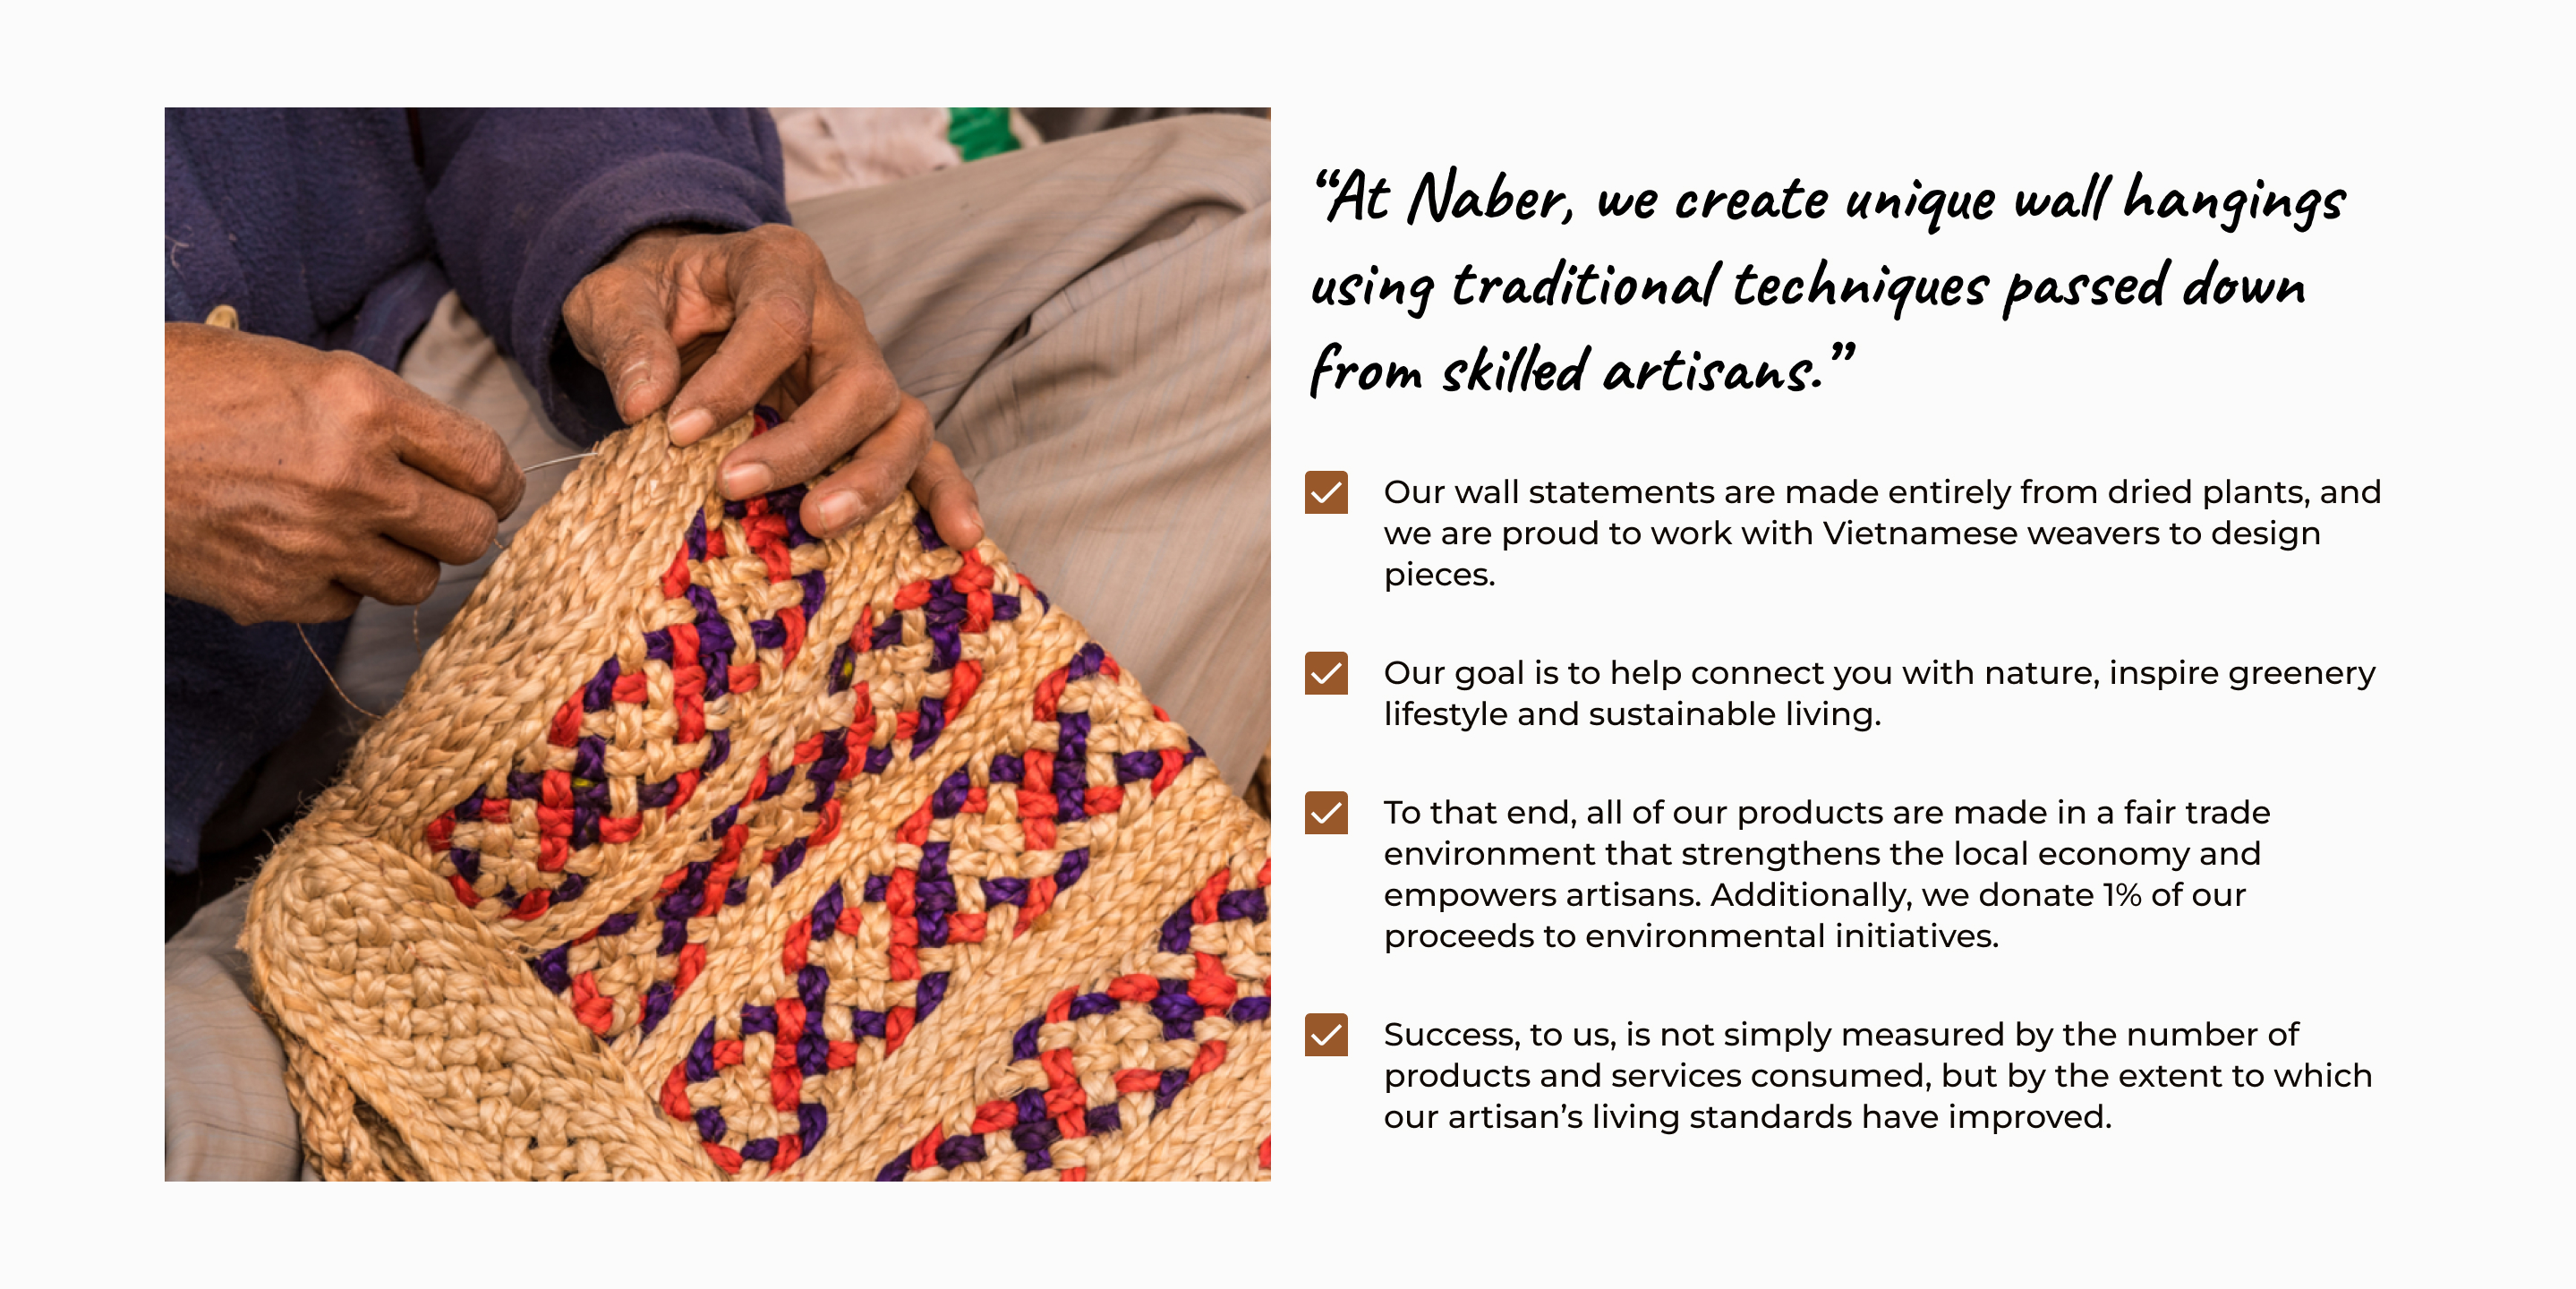 “At Naber, we create unique wall hangings
using traditional techniques passed down
from skilled artisans.”
Our wall statements are made entirely from dried plants, and
we are proud to work with Vietnamese weavers to design
pieces.
Our goal is to help connect you with nature, inspire greenery
lifestyle and sustainable living.
To that end, all of our products are made in a fair trade
environment that strengthens the local economy and
empowers artisans. Additionally, we donate 1% of our
proceeds to environmental initiatives.
Success, to us, is not simply measured by the number of
products and services consumed, but by the extent to which
our artisan’s living standards have improved.